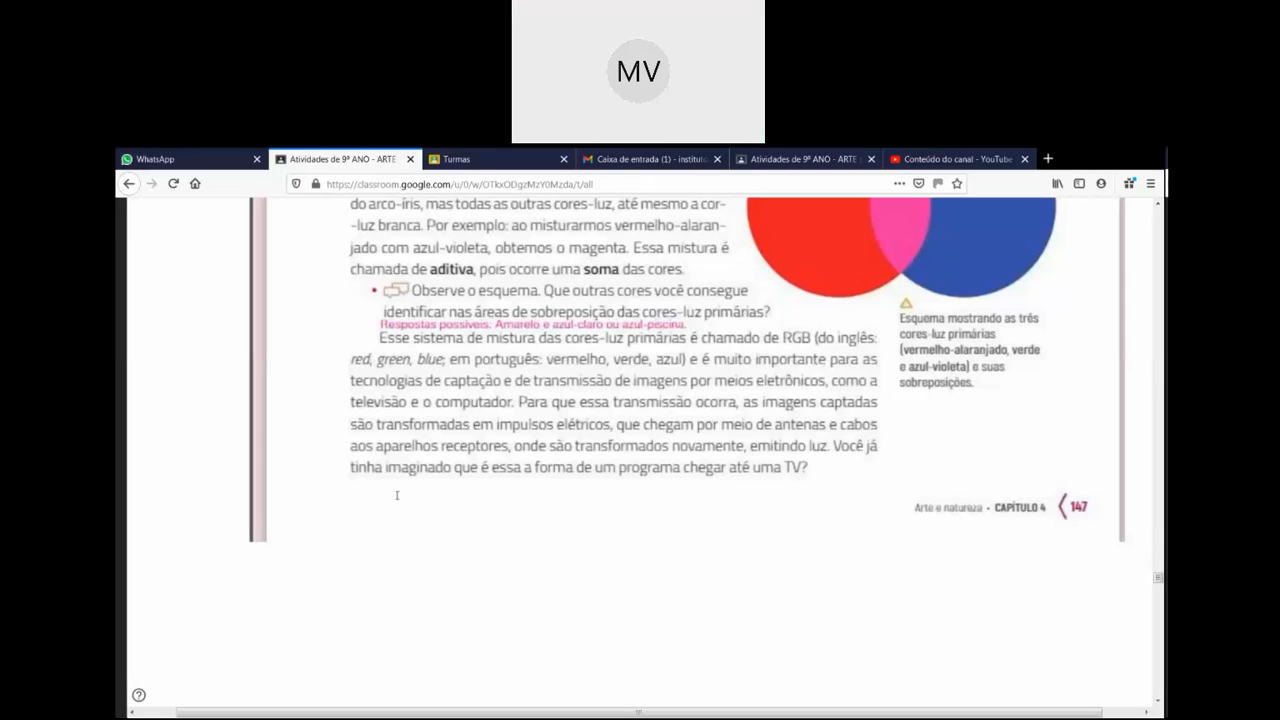 MV
WhatsApp
Atividades de 9º ANO - ARTE
Turmas
Caixa de entrada (1) - instituto
Atividades de 9º ANO - ARTE
Conteúdo do canal - YouTube
https://classroom.google.com/u/0/w/OTkxODgzMzY0Mzda/t/all
do arco-íris, mas todas as outras cores-luz, até mesmo a cor-
-luz branca. Por exemplo: ao misturarmos vermelho-alaran-
jado com azul-violeta, obtemos o magenta. Essa mistura é
chamada de aditiva, pois ocorre uma soma das cores.
• Observe o esquema. Que outras cores você consegue
identificar nas áreas de sobreposição das cores-luz primárias?
Respostas possíveis: Amarelo e azul-claro ou azul-piscina.
Esse sistema de mistura das cores-luz primárias é chamado de RGB (do inglês:
red, green, blue; em português: vermelho, verde, azul) e é muito importante para as
tecnologias de captação e de transmissão de imagens por meios eletrônicos, como a
televisão e o computador. Para que essa transmissão ocorra, as imagens captadas
são transformadas em impulsos elétricos, que chegam por meio de antenas e cabos
aos aparelhos receptores, onde são transformados novamente, emitindo luz. Você já
tinha imaginado que é essa a forma de um programa chegar até uma TV?
Esquema mostrando as três
cores-luz primárias
(vermelho-alaranjado, verde
e azul-violeta) e suas
sobreposições.
Arte e natureza • CAPÍTULO 4 147